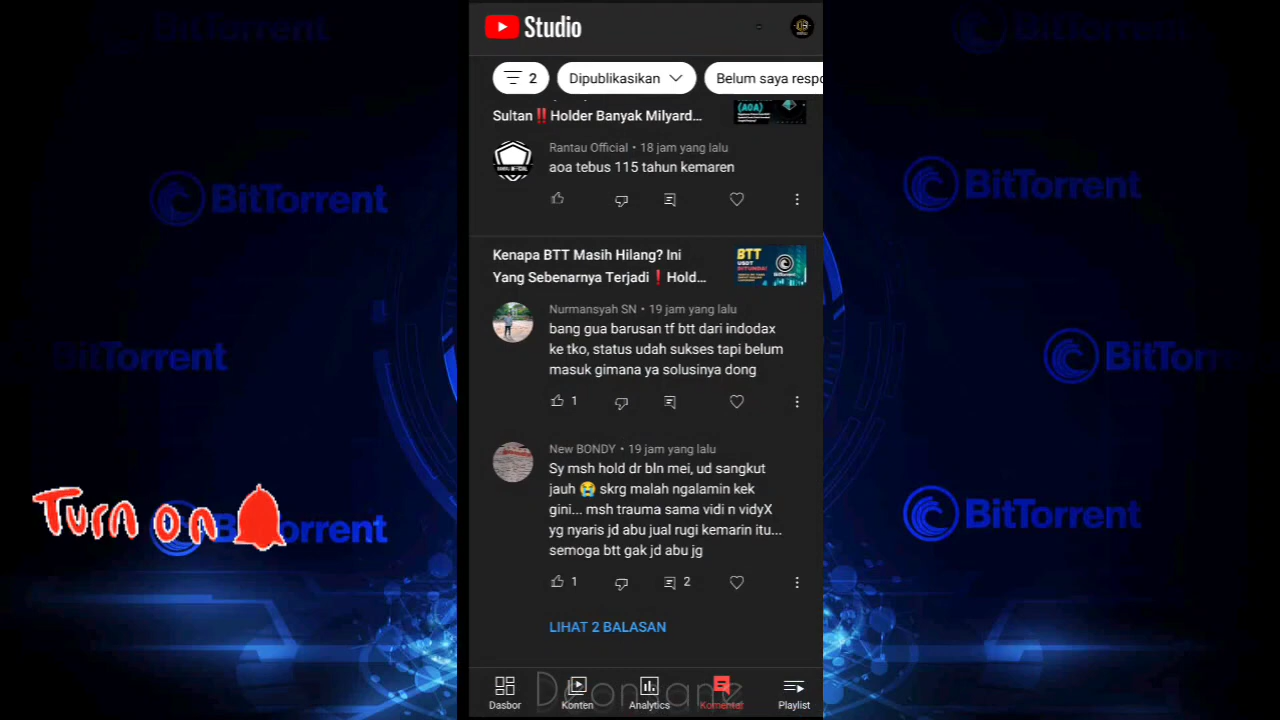 Studio
2
Dipublikasikan
Belum saya respo
Sultan‼️Holder Banyak Milyard...
(AOA)
Rantau Official • 18 jam yang lalu
aoa tebus 115 tahun kemaren
Kenapa BTT Masih Hilang? Ini
Yang Sebenarnya Terjadi❗Hold...
BTT
USDT
DITUNDA!
Nurmansyah SN • 19 jam yang lalu
bang gua barusan tf btt dari indodax
ke tko, status udah sukses tapi belum
masuk gimana ya solusinya dong
1
New BONDY • 19 jam yang lalu
Sy msh hold dr bln mei, ud sangkut
jauh 😭 skrg malah ngalamin kek
gini... msh trauma sama vidi n vidyX
yg nyaris jd abu jual rugi kemarin itu...
semoga btt gak jd abu jg
1
2
LIHAT 2 BALASAN
Dasbor
Konten
Analytics
Komentar
Playlist
BitTorrent
BitTorrent
BitTorrent
BitTorrent
BitTorrent
BitTorrent
BitTorrent
BitTorrent
Turn on